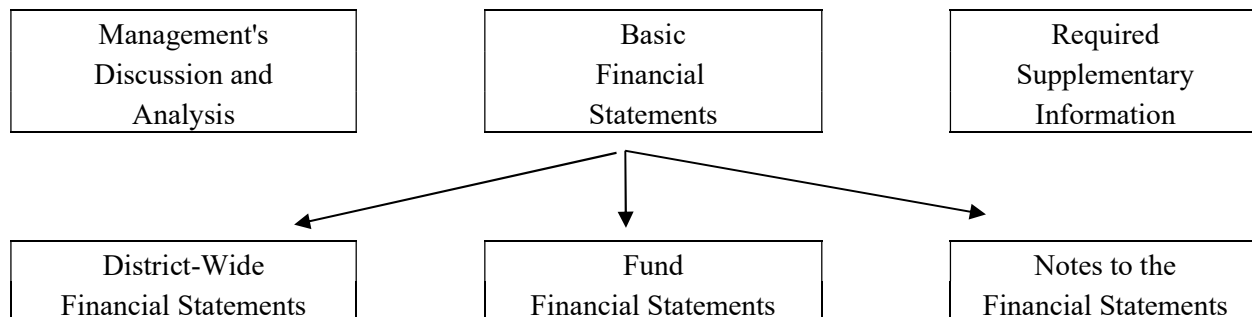 Management's
Discussion and
Analysis
Basic
Financial
Statements
Required
Supplementary
Information
District-Wide
Financial Statements
Fund
Financial Statements
Notes to the
Financial Statements